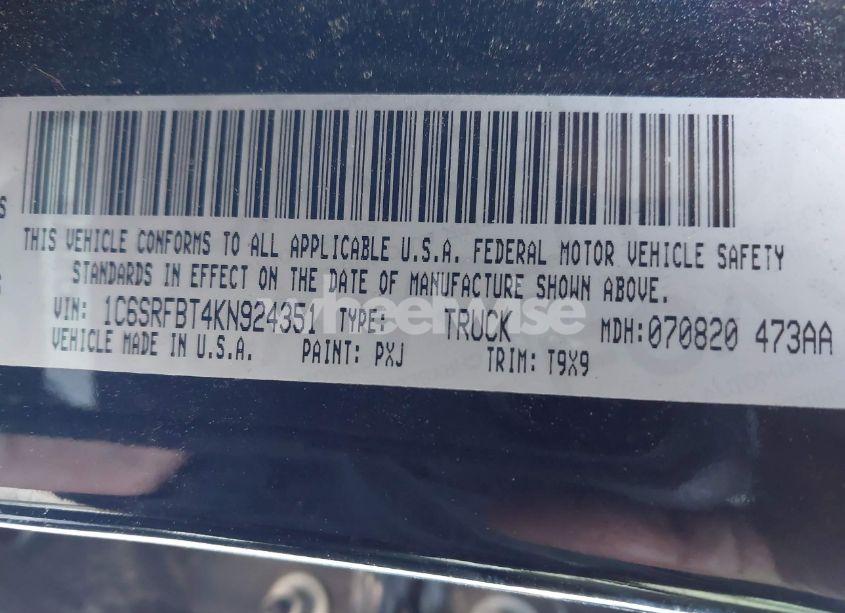 THIS VEHICLE CONFORMS TO ALL APPLICABLE U.S.A. FEDERAL MOTOR VEHICLE SAFETY
STANDARDS IN EFFECT ON THE DATE OF MANUFACTURE SHOWN ABOVE.
VIN: 1C6SRFBT4KN924351 TYPE: TRUCK MDH:070820 473AA
VEHICLE MADE IN U.S.A. PAINT: PXJ TRIM: T9X9
wheelwise